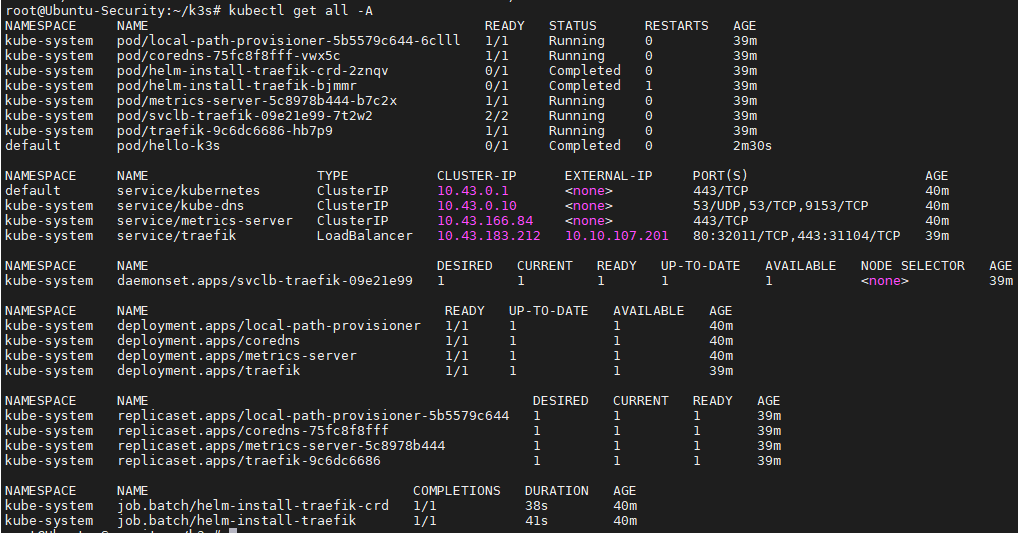 root@Ubuntu-Security:~/k3s# kubectl get all -A
NAMESPACE NAME READY STATUS RESTARTS AGE
kube-system pod/local-path-provisioner-5b5579c644-6clll 1/1 Running 0 39m
kube-system pod/coredns-75fc8f8fff-vwx5c 1/1 Running 0 39m
kube-system pod/helm-install-traefik-crd-2znqv 0/1 Completed 0 39m
kube-system pod/helm-install-traefik-bjmmr 0/1 Completed 1 39m
kube-system pod/metrics-server-5c8978b444-b7c2x 1/1 Running 0 39m
kube-system pod/svclb-traefik-09e21e99-7t2w2 2/2 Running 0 39m
kube-system pod/traefik-9c6dc6686-hb7p9 1/1 Running 0 39m
default pod/hello-k3s 0/1 Completed 0 2m30s
NAMESPACE NAME TYPE CLUSTER-IP EXTERNAL-IP PORT(S) AGE
default service/kubernetes ClusterIP 10.43.0.1 <none> 443/TCP 40m
kube-system service/kube-dns ClusterIP 10.43.0.10 <none> 53/UDP,53/TCP,9153/TCP 40m
kube-system service/metrics-server ClusterIP 10.43.166.84 <none> 443/TCP 40m
kube-system service/traefik LoadBalancer 10.43.183.212 10.10.107.201 80:32011/TCP,443:31104/TCP 39m
NAMESPACE NAME DESIRED CURRENT READY UP-TO-DATE AVAILABLE NODE SELECTOR AGE
kube-system daemonset.apps/svclb-traefik-09e21e99 1 1 1 1 1 <none> 39m
NAMESPACE NAME READY UP-TO-DATE AVAILABLE AGE
kube-system deployment.apps/local-path-provisioner 1/1 1 1 40m
kube-system deployment.apps/coredns 1/1 1 1 40m
kube-system deployment.apps/metrics-server 1/1 1 1 40m
kube-system deployment.apps/traefik 1/1 1 1 39m
NAMESPACE NAME DESIRED CURRENT READY AGE
kube-system replicaset.apps/local-path-provisioner-5b5579c644 1 1 1 39m
kube-system replicaset.apps/coredns-75fc8f8fff 1 1 1 39m
kube-system replicaset.apps/metrics-server-5c8978b444 1 1 1 39m
kube-system replicaset.apps/traefik-9c6dc6686 1 1 1 39m
NAMESPACE NAME COMPLETIONS DURATION AGE
kube-system job.batch/helm-install-traefik-crd 1/1 38s 40m
kube-system job.batch/helm-install-traefik 1/1 41s 40m